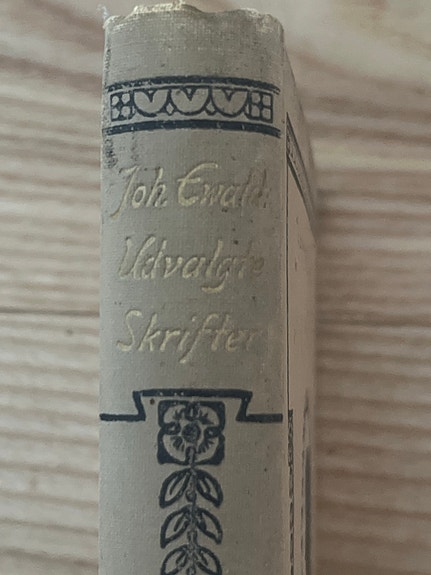 Joh. Ewald:
Udvalgte
Skrifter